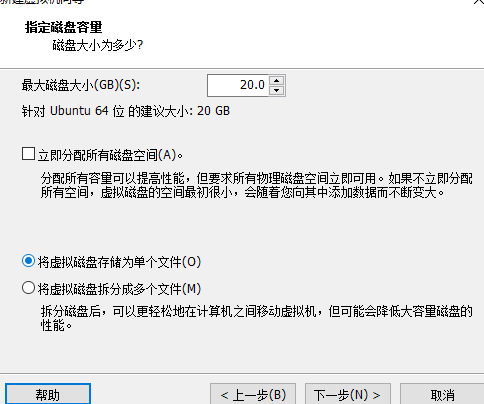 指定磁盘容量
磁盘大小为多少?
最大磁盘大小(GB)(S): 20.0
针对 Ubuntu 64 位 的建议大小: 20 GB
立即分配所有磁盘空间(A)。
分配所有容量可以提高性能，但要求所有物理磁盘空间立即可用。如果不立即分配
所有空间，虚拟磁盘的空间最初很小，会随着您向其中添加数据而不断变大。
将虚拟磁盘存储为单个文件(O)
将虚拟磁盘拆分成多个文件(M)
拆分磁盘后，可以更轻松地在计算机之间移动虚拟机，但可能会降低大容量磁盘的
性能。
帮助 < 上一步(B) 下一步(N) > 取消